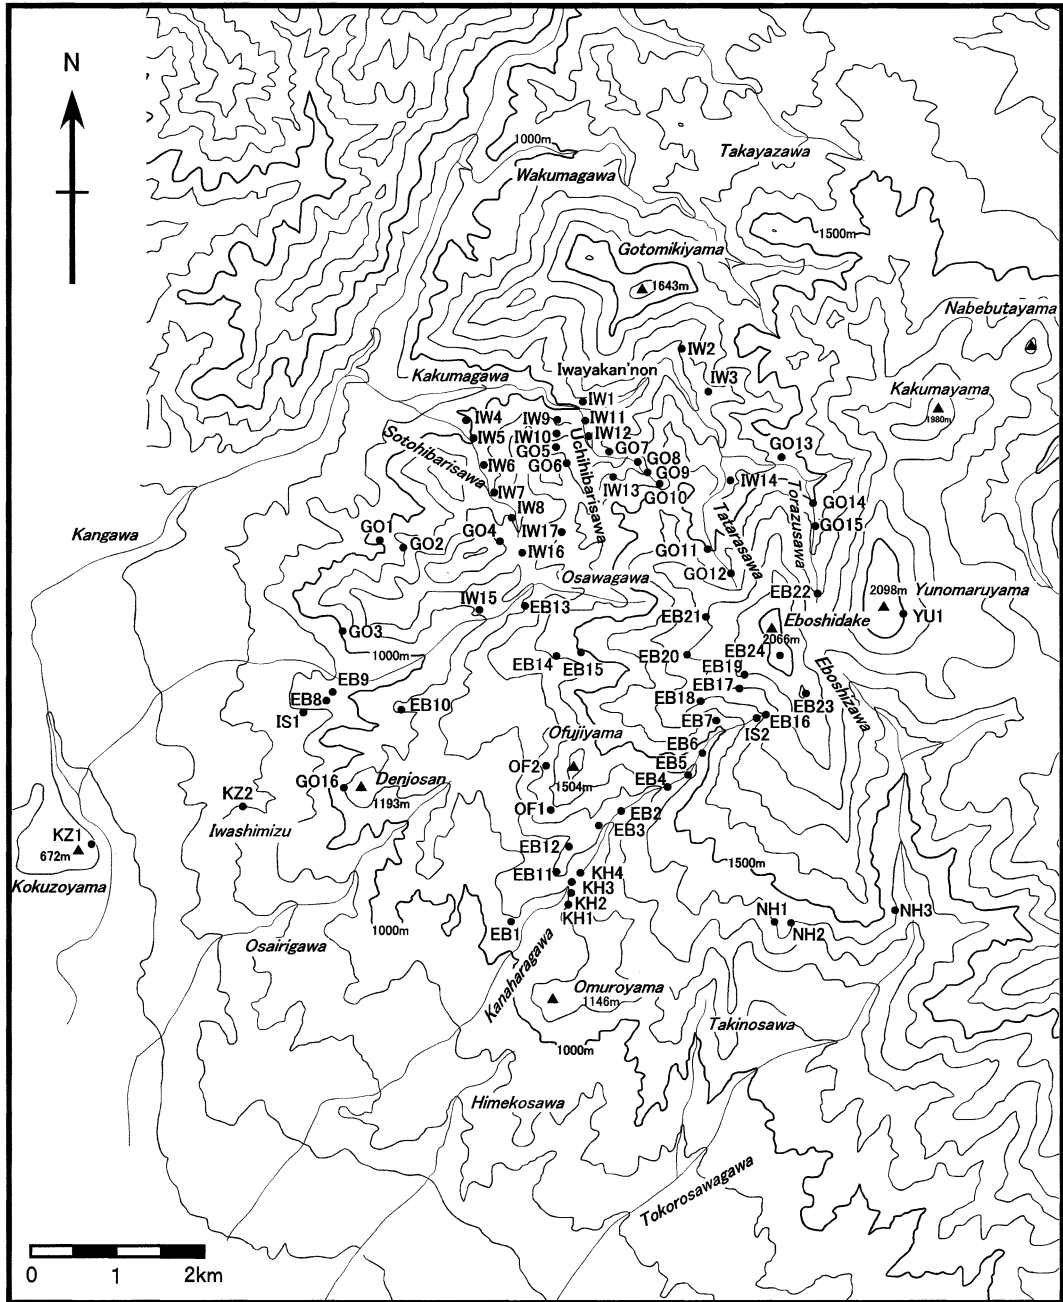 N
1000m
Takayazawa
Wakumagawa
1500m
Gotomikiyama
1643m
Nabebutayama
IW2
Iwayakan'non
Kakumagawa
IW3
Kakumayama
1980m
IW1
IW4
IW9
IW11
IW5
IW10
IW12
Sotohibarisawa
Uchihibarisawa
GO5
GO7
GO13
IW6
GO6
GO8
GO9
IW13
GO10
IW14
IW7
Torazusawa
GO14
IW8
Tatarasawa
GO15
Kangawa
GO1
GO2
GO4
IW17
IW16
GO11
GO12
Osawagawa
EB22
2098m
Yunomaruyama
YU1
IW15
EB13
EB21
Eboshidake
2066m
GO3
1000m
EB14
EB15
EB20
EB24
EB19
EB17
Eboshizawa
EB9
EB8
EB10
EB18
EB23
IS1
EB7
EB16
IS2
Ofujiyama
EB6
OF2
EB5
1504m
EB4
GO16
Denjosan
1193m
KZ2
OF1
EB2
Iwashimizu
EB3
KZ1
672m
EB12
1500m
Kokuzoyama
EB11
KH4
KH3
KH2
KH1
NH1
NH2
NH3
1000m
EB1
Osairigawa
Kanaharagawa
Omuroyama
1146m
Takinosawa
1000m
Himekosawa
Tokorosawagawa
0 1 2km